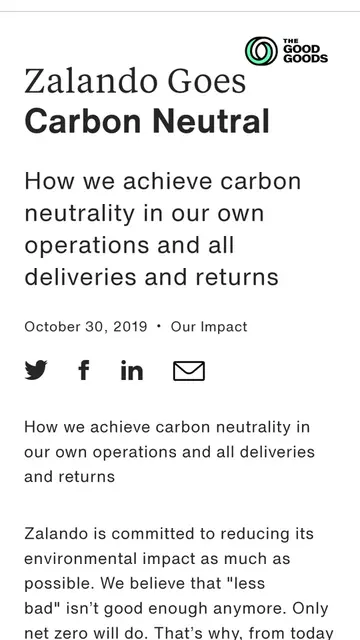 THE
GOOD
GOODS
Zalando Goes
Carbon Neutral
How we achieve carbon
neutrality in our own
operations and all
deliveries and returns
October 30, 2019 • Our Impact
How we achieve carbon neutrality in
our own operations and all deliveries
and returns
Zalando is committed to reducing its
environmental impact as much as
possible. We believe that "less
bad" isn’t good enough anymore. Only
net zero will do. That’s why, from today